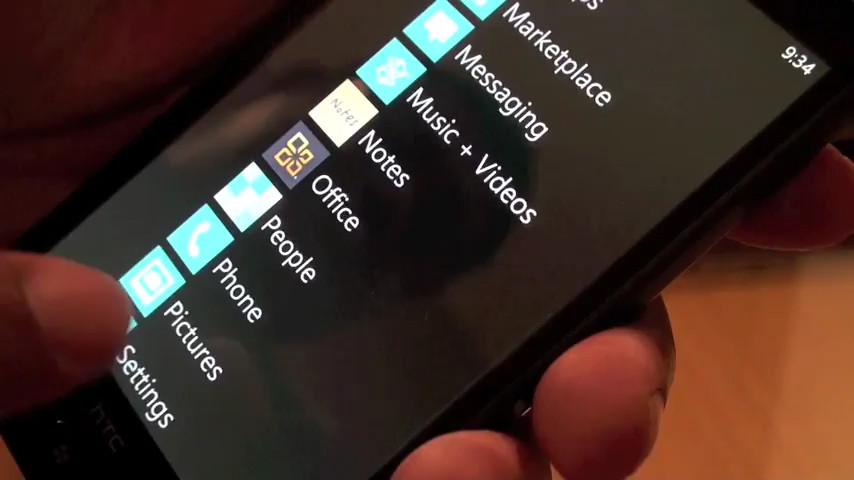 9:34
Marketplace
Messaging
Music + Videos
Notes
Notes
Office
People
Phone
Pictures
Settings
hTC